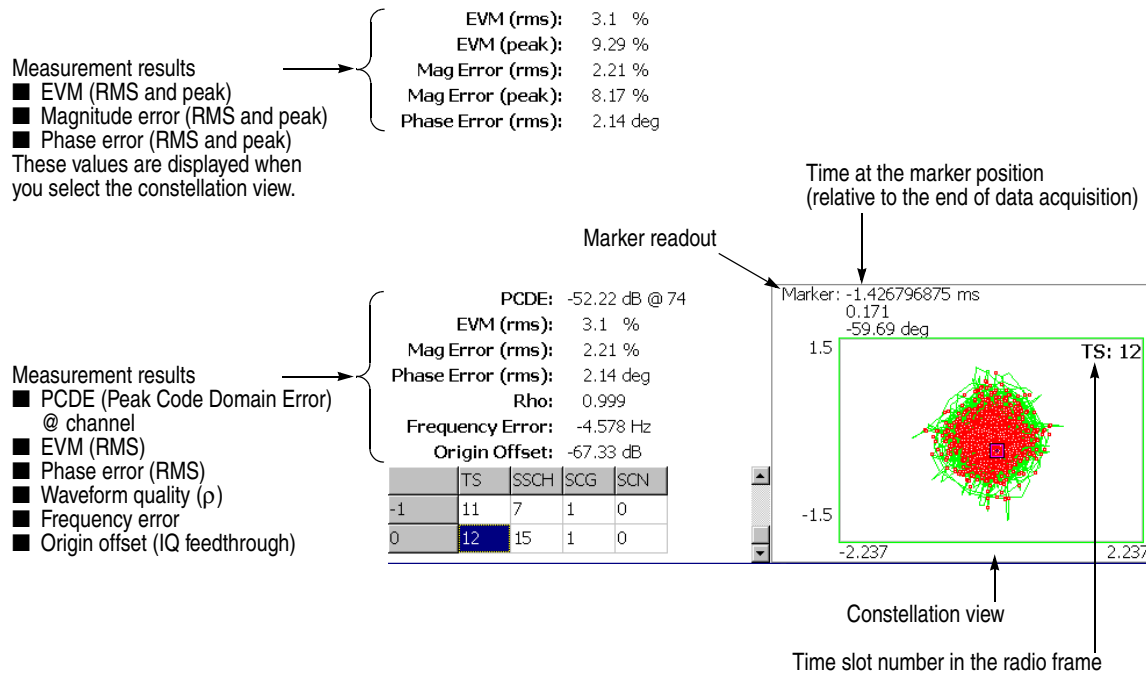 EVM (rms): 3.1 %
EVM (peak): 9.29 %
Mag Error (rms): 2.21 %
Mag Error (peak): 8.17 %
Phase Error (rms): 2.14 deg
Measurement results
■ EVM (RMS and peak)
■ Magnitude error (RMS and peak)
■ Phase error (RMS and peak)
These values are displayed when
you select the constellation view.
Time at the marker position
(relative to the end of data acquisition)
Marker readout
PCDE: -52.22 dB @ 74
EVM (rms): 3.1 %
Mag Error (rms): 2.21 %
Phase Error (rms): 2.14 deg
Rho: 0.999
Frequency Error: -4.578 Hz
Origin Offset: -67.33 dB
Marker: -1.426796875 ms
0.171
-59.69 deg
1.5
TS: 12
-1.5
-2.237 2.237
Measurement results
■ PCDE (Peak Code Domain Error)
@ channel
■ EVM (RMS)
■ Phase error (RMS)
■ Waveform quality (ρ)
■ Frequency error
■ Origin offset (IQ feedthrough)
TS SSCH SCG SCN
-1 11 7 1 0
0 12 15 1 0
Constellation view
Time slot number in the radio frame